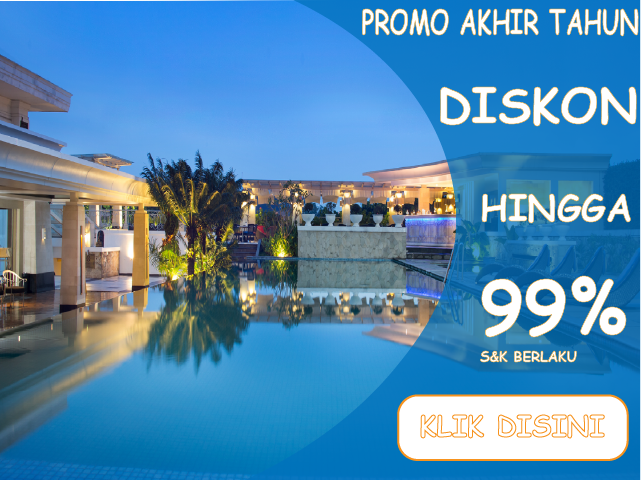 PROMO AKHIR TAHUN
DISKON
HINGGA
99%
S&K BERLAKU
KLIK DISINI